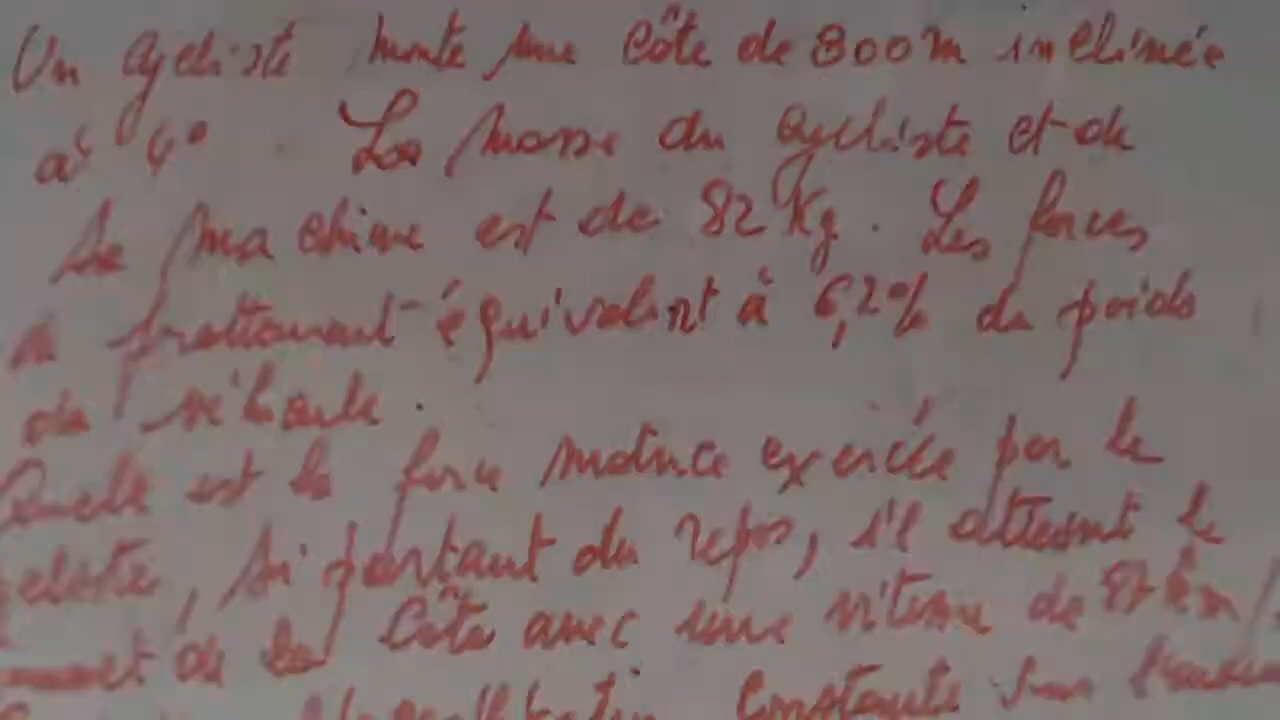 Un cycliste monte une côte de 800m inclinée
à 4°. La masse du cycliste et de
sa machine est de 82 Kg. Les forces
de frottement équivalent à 6,2% du poids
du véhicule.
Quelle est la force motrice exercée par le
cycliste, si partant du repos, il atteint le
de la côte avec une vitesse de km/
constante sur